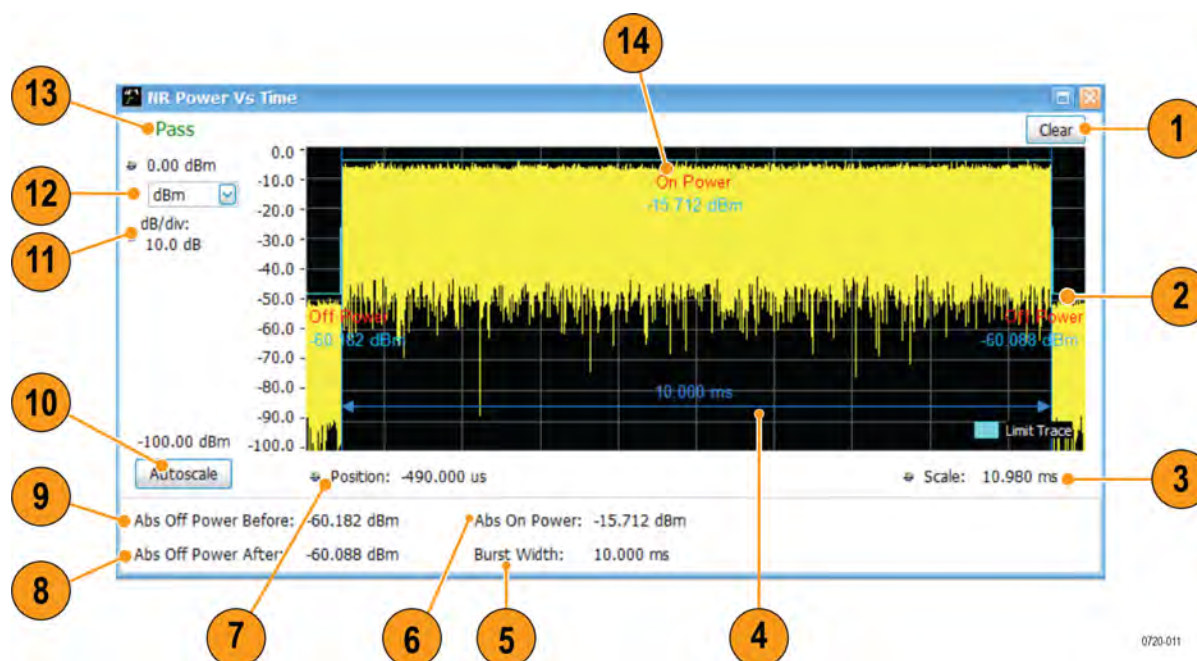 14
13
NR Power Vs Time
Pass
Clear
1
0.00 dBm
0.0
On Power
-15.712 dBm
12
dBm
-10.0
-20.0
11
dB/div:
10.0 dB
-30.0
-40.0
-50.0
2
Off Power
Off Power
-60.0
-60.182 dBm
-60.088 dBm
-70.0
-80.0
10.000 ms
10
-90.0
-100.00 dBm
-100.0
Limit Trace
Autoscale
Position: -490.000 us
Scale: 10.980 ms
3
9
Abs Off Power Before: -60.182 dBm
Abs On Power: -15.712 dBm
Abs Off Power After: -60.088 dBm
Burst Width: 10.000 ms
8
7
6
5
4
0720-011